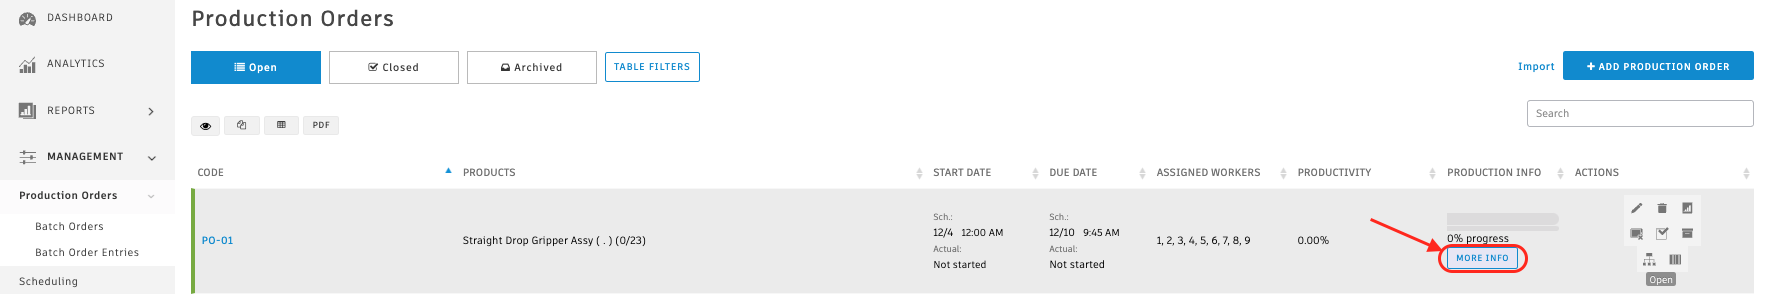 DASHBOARD
ANALYTICS
REPORTS
MANAGEMENT
Production Orders
Batch Orders
Batch Order Entries
Scheduling
Production Orders
Open
Closed
Archived
TABLE FILTERS
Import
+ ADD PRODUCTION ORDER
PDF
Search
CODE PRODUCTS START DATE DUE DATE ASSIGNED WORKERS PRODUCTIVITY PRODUCTION INFO ACTIONS
PO-01
Straight Drop Gripper Assy ( . ) (0/23)
Sch.:
12/4 12:00 AM
Actual:
Not started
Sch.:
12/10 9:45 AM
Actual:
Not started
1, 2, 3, 4, 5, 6, 7, 8, 9
0.00%
0% progress
MORE INFO
Open